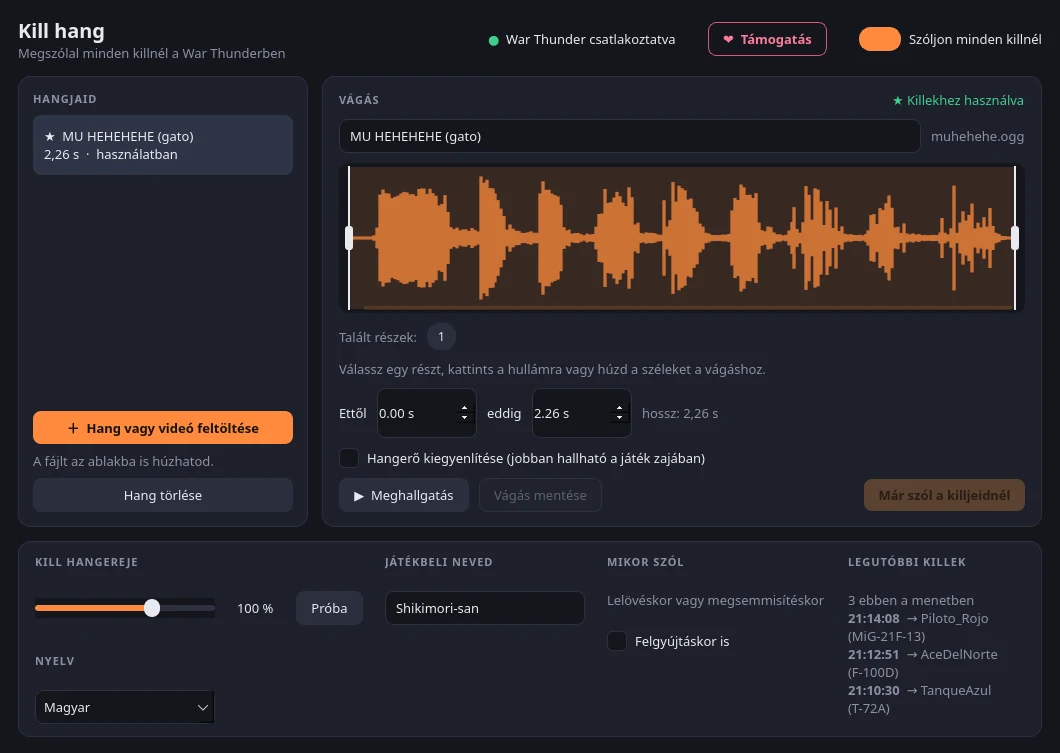 Kill hang
Megszólal minden killnél a War Thunderben
War Thunder csatlakoztatva
❤ Támogatás
Szóljon minden killnél
HANGJAID
★ MU HEHEHEHE (gato)
2,26 s · használatban
+ Hang vagy videó feltöltése
A fájlt az ablakba is húzhatod.
Hang törlése
VÁGÁS
★ Killekhez használva
MU HEHEHEHE (gato)
muhehehe.ogg
Talált részek: 1
Válassz egy részt, kattints a hullámra vagy húzd a széleket a vágáshoz.
Ettől 0.00 s eddig 2.26 s hossz: 2,26 s
Hangerő kiegyenlítése (jobban hallható a játék zajában)
▶ Meghallgatás
Vágás mentése
Már szól a killjeidnél
KILL HANGEREJE
100 %
Próba
NYELV
Magyar
JÁTÉKBELI NEVED
Shikimori-san
MIKOR SZÓL
Lelövéskor vagy megsemmisítéskor
Felgyújtáskor is
LEGUTÓBBI KILLEK
3 ebben a menetben
21:14:08 → Piloto_Rojo
(MiG-21F-13)
21:12:51 → AceDelNorte
(F-100D)
21:10:30 → TanqueAzul
(T-72A)